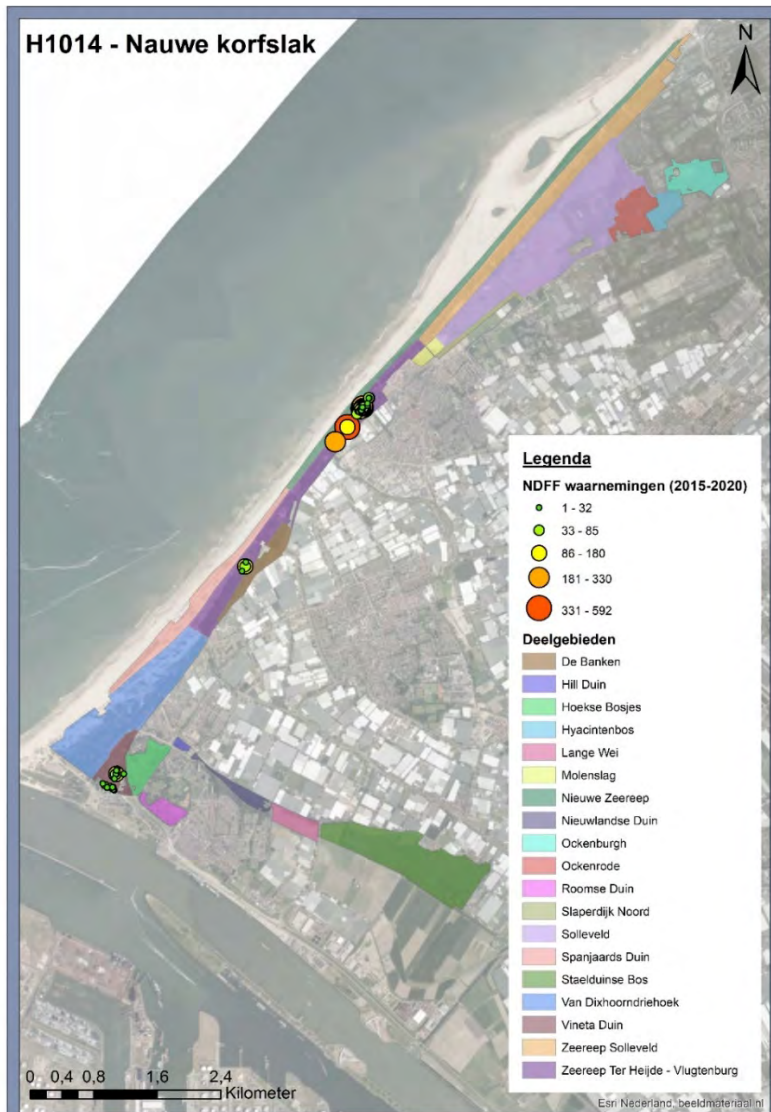 H1014 - Nauwe korfslak
N
Legenda
NDFF waarnemingen (2015-2020)
1 - 32
33 - 85
86 - 180
181 - 330
331 - 592
Deelgebieden
De Banken
Hill Duin
Hoekse Bosjes
Hyacintenbos
Lange Wei
Molenslag
Nieuwe Zeereep
Nieuwlandse Duin
Ockenburgh
Ockenrode
Roomse Duin
Slaperdijk Noord
Solleveld
Spanjaards Duin
Staelduinse Bos
Van Dixhoorndriehoek
Vineta Duin
Zeereep Solleveld
Zeereep Ter Heijde - Vlugtenburg
0 0,4 0,8 1,6 2,4
Kilometer
Esri Nederland, beeldmateriaal.nl